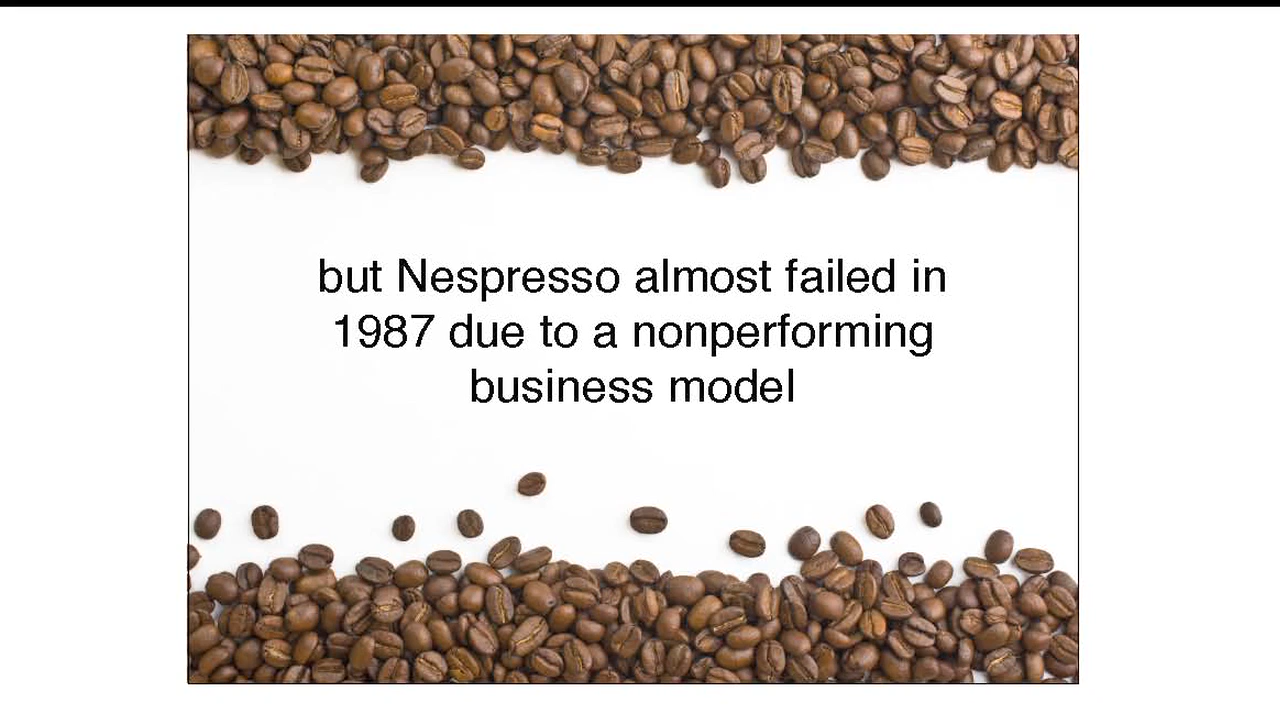 but Nespresso almost failed in
1987 due to a nonperforming
business model